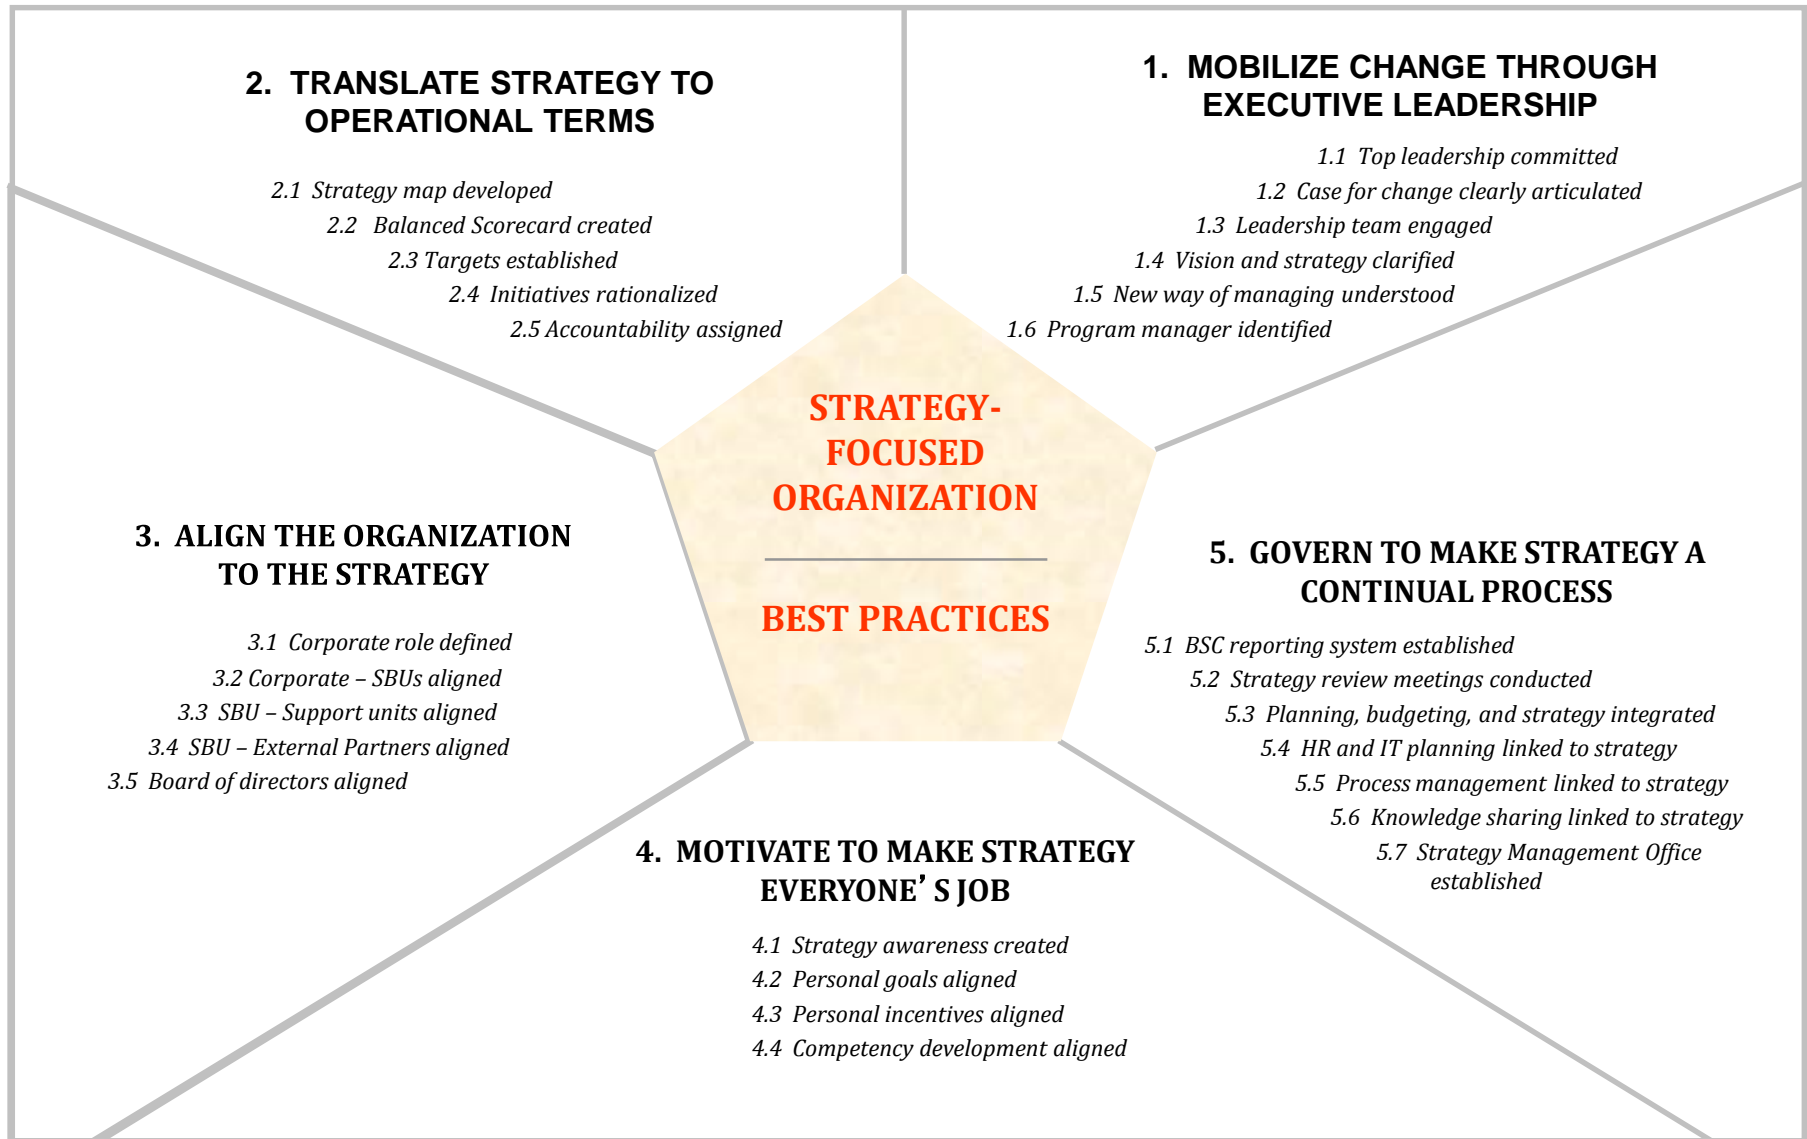 2. TRANSLATE STRATEGY TO
OPERATIONAL TERMS
2.1 Strategy map developed
2.2 Balanced Scorecard created
2.3 Targets established
2.4 Initiatives rationalized
2.5 Accountability assigned
1. MOBILIZE CHANGE THROUGH
EXECUTIVE LEADERSHIP
1.1 Top leadership committed
1.2 Case for change clearly articulated
1.3 Leadership team engaged
1.4 Vision and strategy clarified
1.5 New way of managing understood
1.6 Program manager identified
STRATEGY-
FOCUSED
ORGANIZATION
BEST PRACTICES
3. ALIGN THE ORGANIZATION
TO THE STRATEGY
3.1 Corporate role defined
3.2 Corporate – SBUs aligned
3.3 SBU – Support units aligned
3.4 SBU – External Partners aligned
3.5 Board of directors aligned
5. GOVERN TO MAKE STRATEGY A
CONTINUAL PROCESS
5.1 BSC reporting system established
5.2 Strategy review meetings conducted
5.3 Planning, budgeting, and strategy integrated
5.4 HR and IT planning linked to strategy
5.5 Process management linked to strategy
5.6 Knowledge sharing linked to strategy
5.7 Strategy Management Office
established
4. MOTIVATE TO MAKE STRATEGY
EVERYONE’ S JOB
4.1 Strategy awareness created
4.2 Personal goals aligned
4.3 Personal incentives aligned
4.4 Competency development aligned